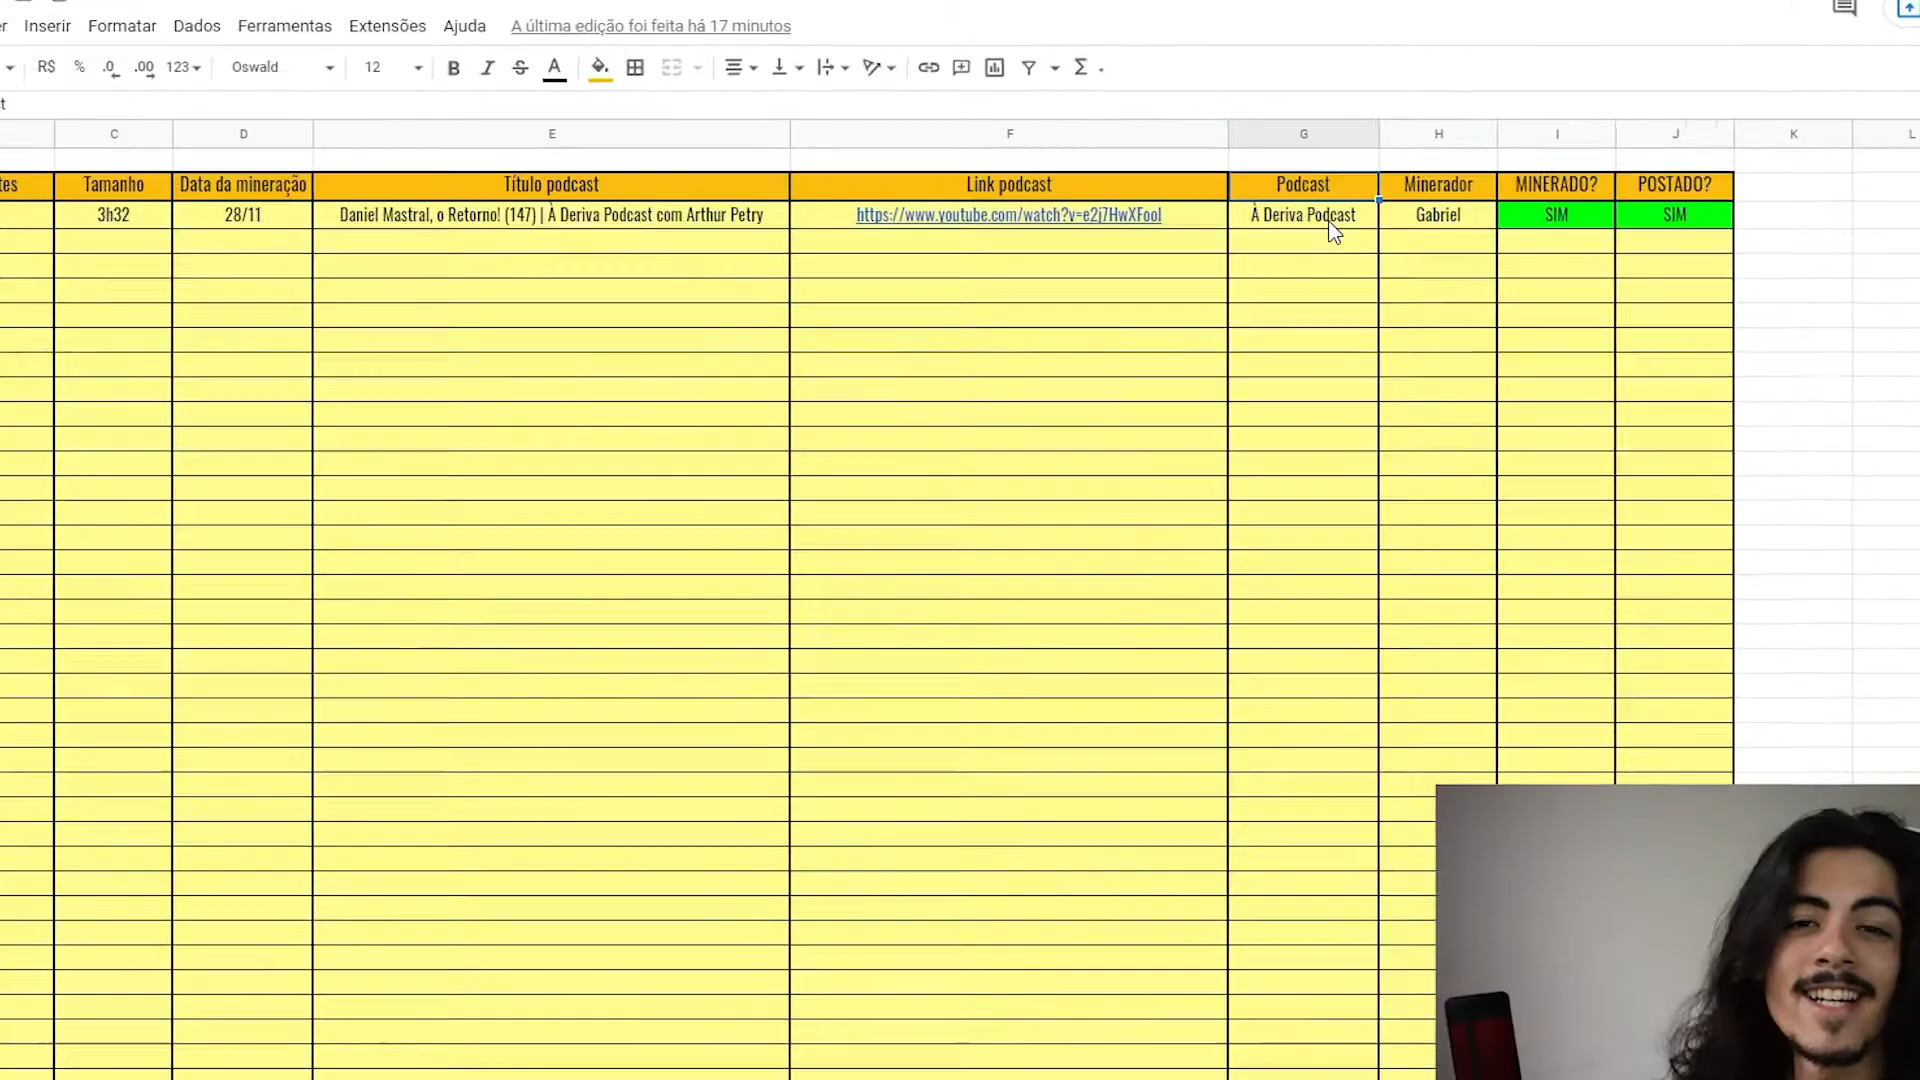 r Inserir Formatar Dados Ferramentas Extensões Ajuda A última edição foi feita há 17 minutos
R$ % .0 .00 123 Oswald 12 B I S A Σ
t
C D E F G H I J K L
tes Tamanho Data da mineração Título podcast Link podcast Podcast Minerador MINERADO? POSTADO?
3h32 28/11 Daniel Mastral, o Retorno! (147) | À Deriva Podcast com Arthur Petry https://www.youtube.com/watch?v=e2j7HwXFooI À Deriva Podcast Gabriel SIM SIM